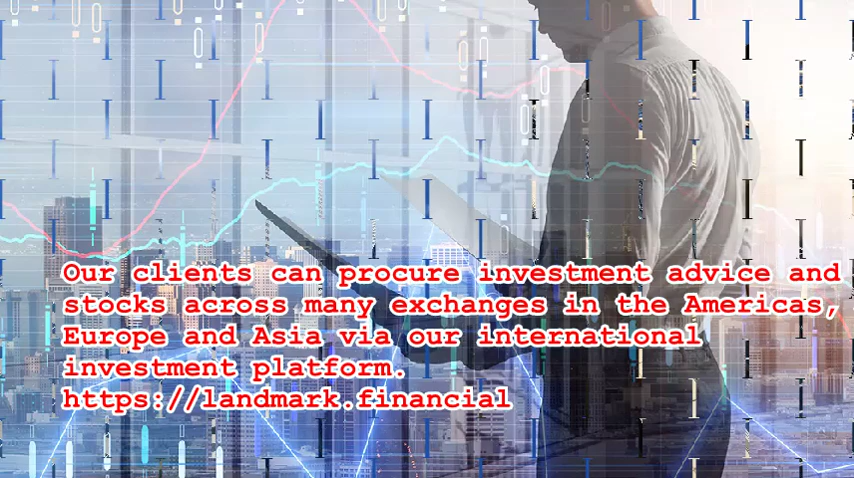 Our clients can procure investment advice and
stocks across many exchanges in the Americas,
Europe and Asia via our international
investment platform.
https://landmark.financial